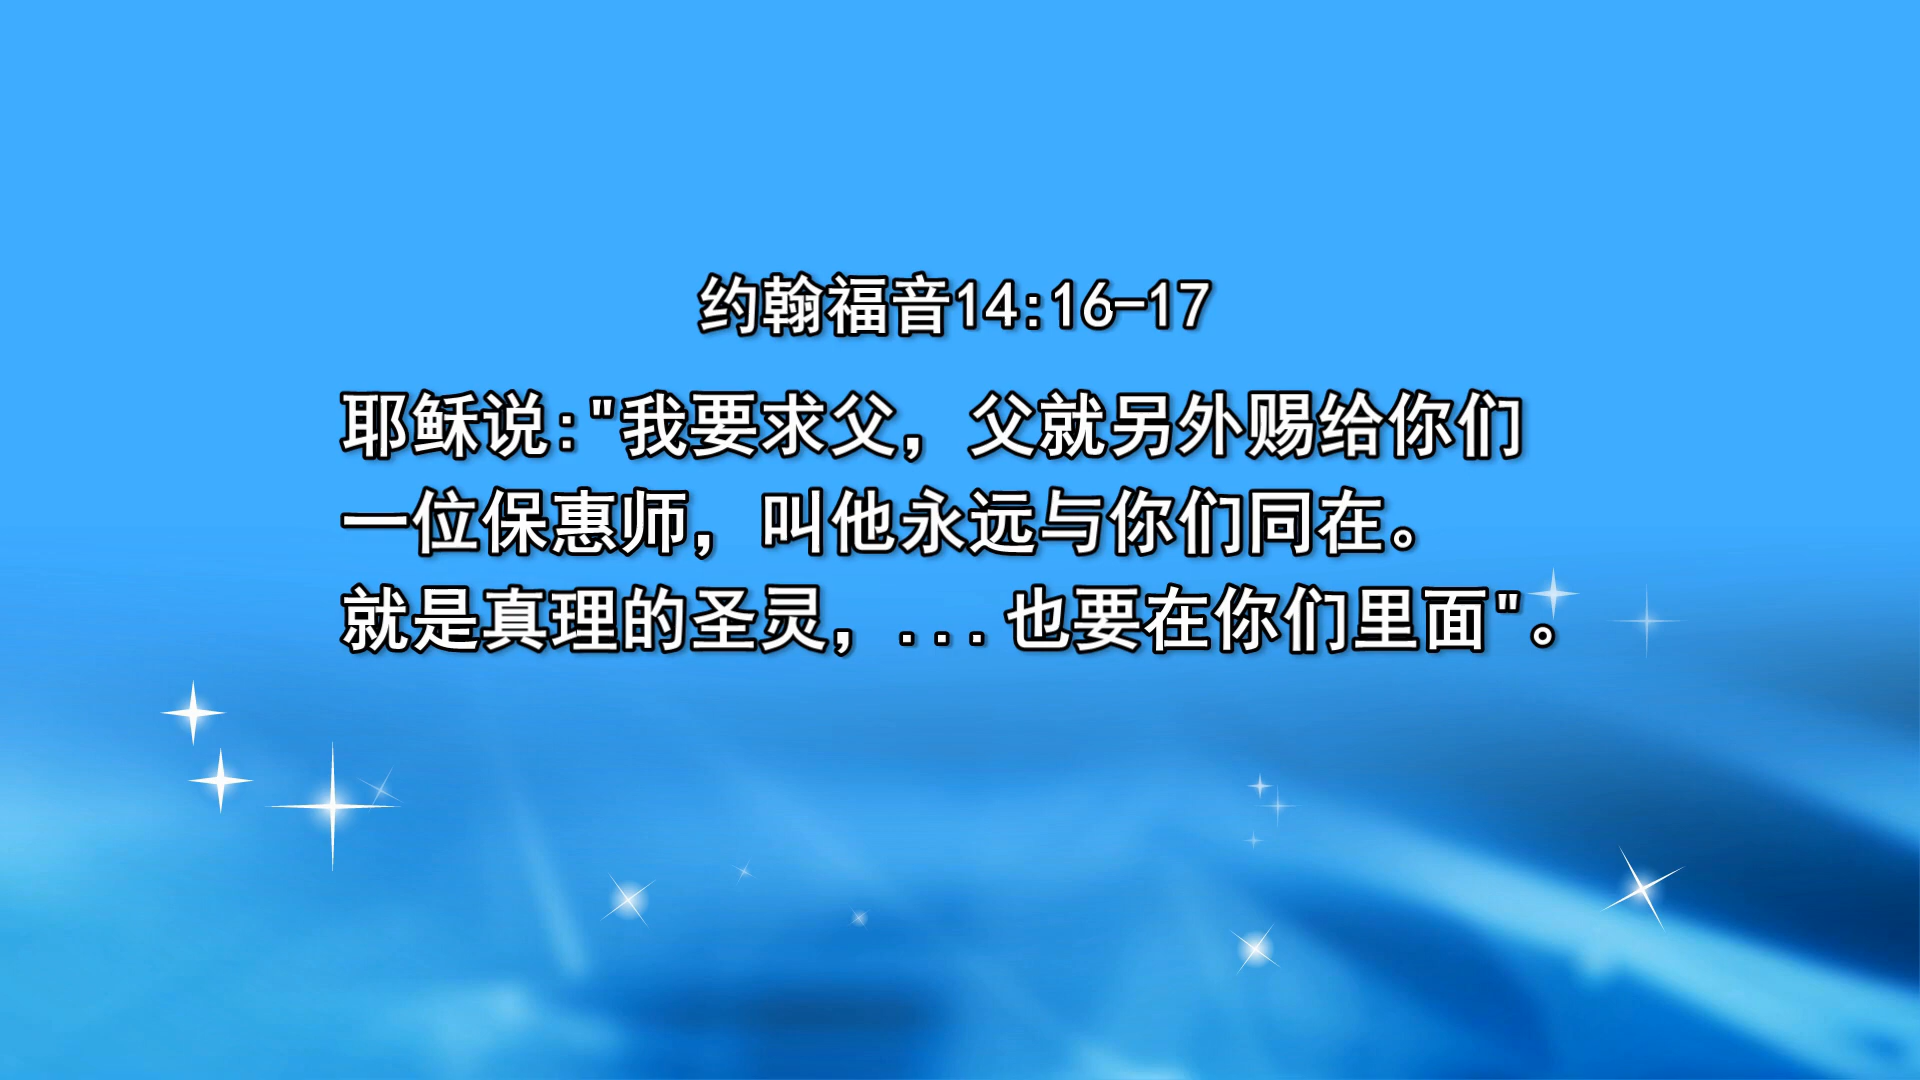 约翰福音14:16-17
耶稣说:"我要求父，父就另外赐给你们
一位保惠师，叫他永远与你们同在。
就是真理的圣灵，...也要在你们里面"。